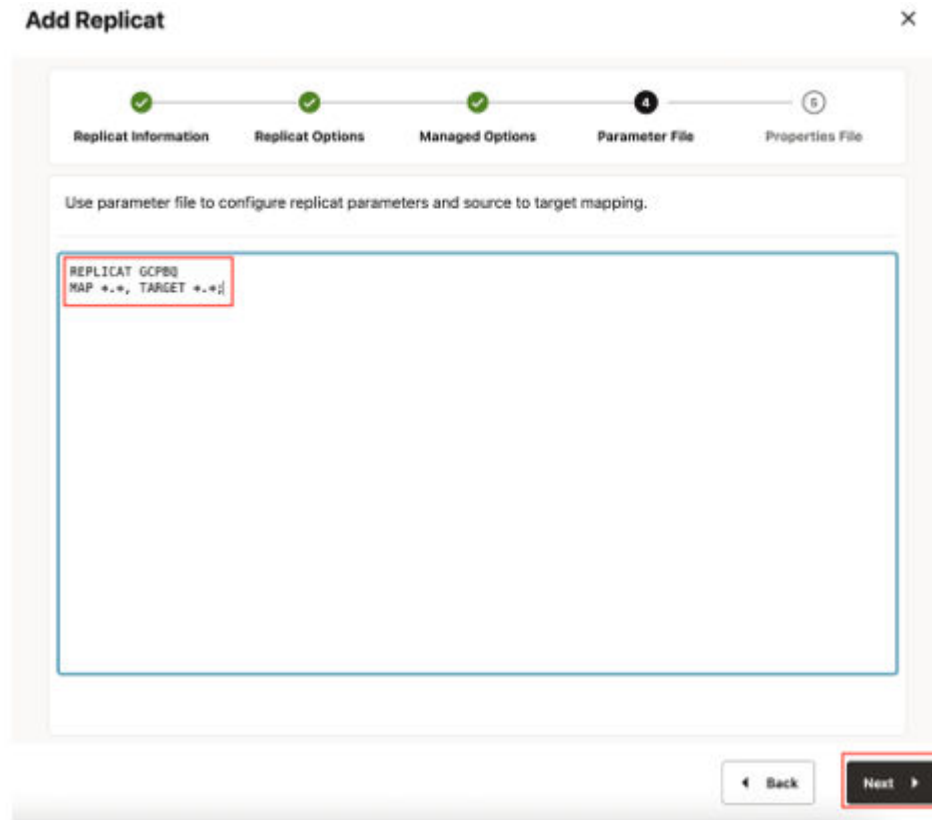 Add Replicat
4
5
Replicat Information
Replicat Options
Managed Options
Parameter File
Properties File
Use parameter file to configure replicat parameters and source to target mapping.
REPLICAT GCPBQ
MAP *.*, TARGET *.*;
Back
Next